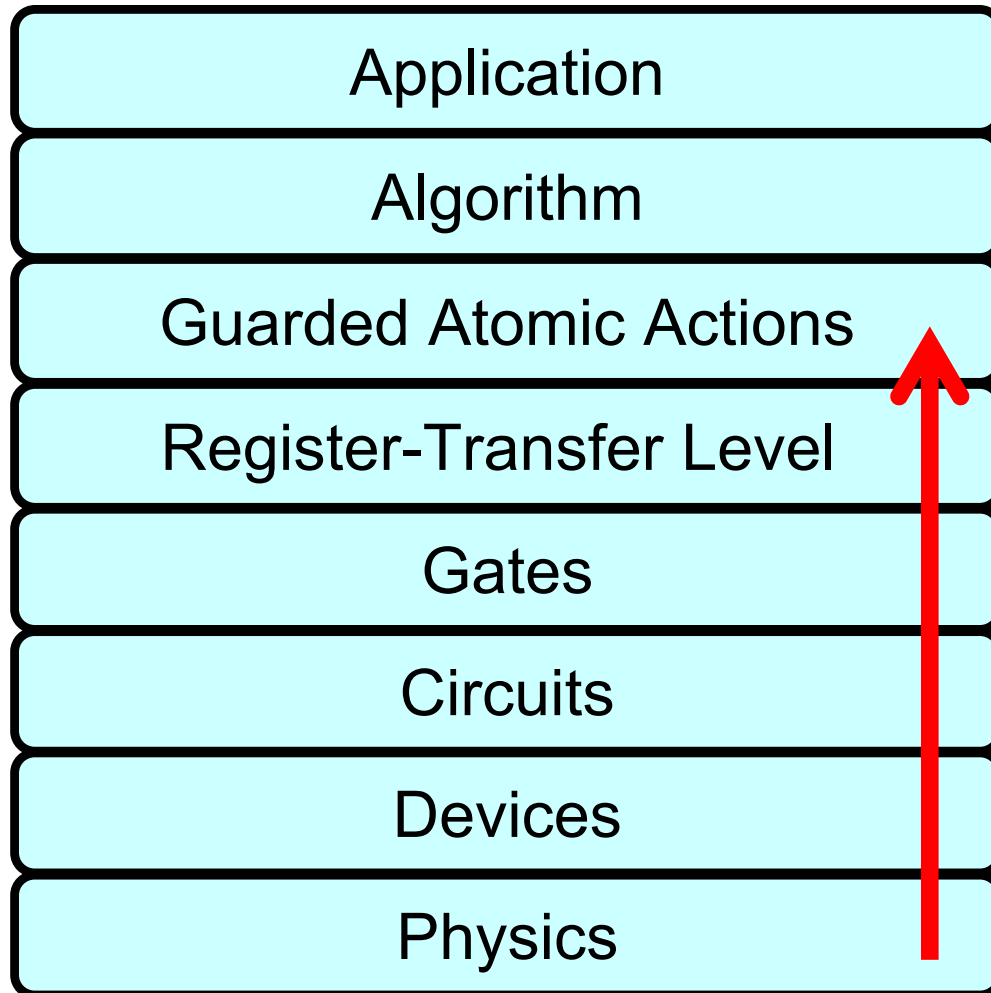 Application
Algorithm
Guarded Atomic Actions
Register-Transfer Level
Gates
Circuits
Devices
Physics